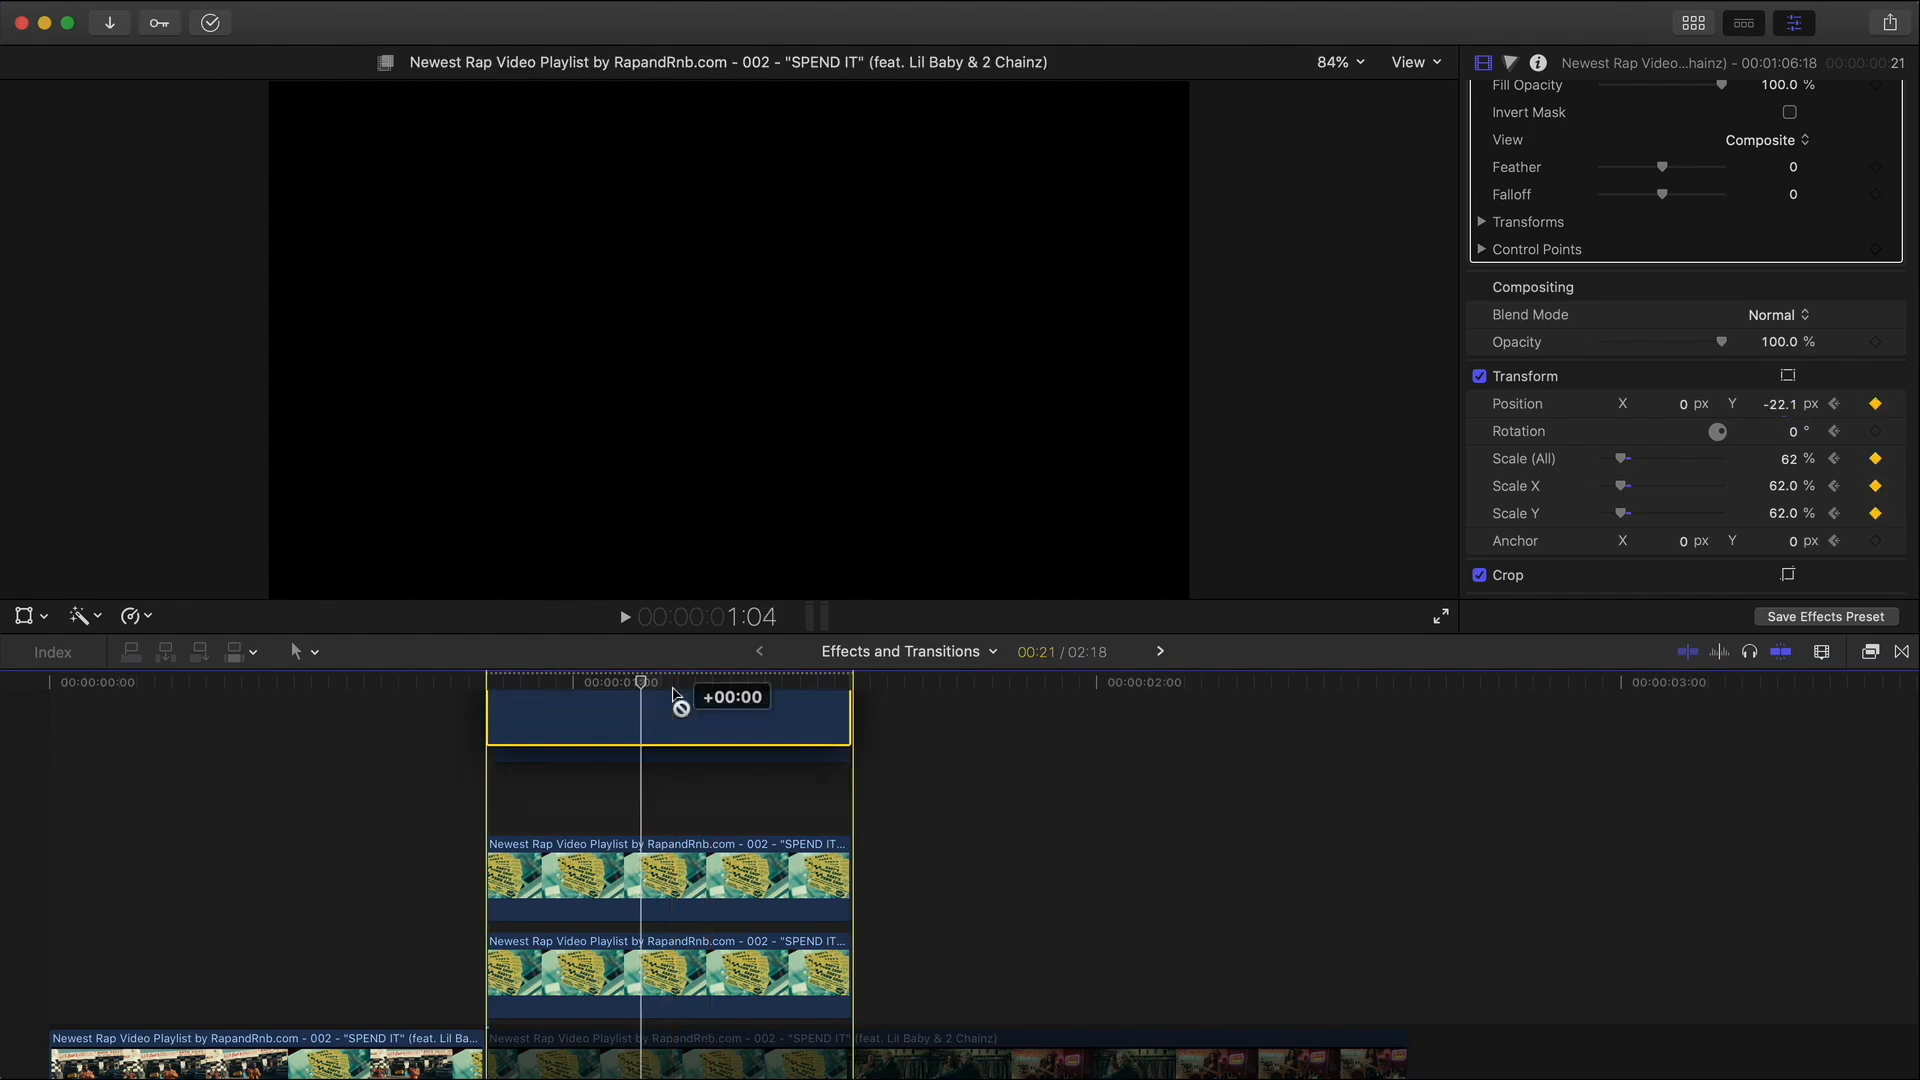 Newest Rap Video Playlist by RapandRnb.com - 002 - "SPEND IT" (feat. Lil Baby & 2 Chainz)
84%
View
Newest Rap Video...hainz) - 00:01:06:18
00:00:00:21
Fill Opacity
100.0 %
Invert Mask
View
Composite
Feather
0
Falloff
0
Transforms
Control Points
Compositing
Blend Mode
Normal
Opacity
100.0 %
Transform
Position X 0 px Y -22.1 px
Rotation 0 °
Scale (All) 62 %
Scale X 62.0 %
Scale Y 62.0 %
Anchor X 0 px Y 0 px
Crop
00:00:01:04
Save Effects Preset
Index
Effects and Transitions
00:21 / 02:18
00:00:00:00
00:00:01:00
00:00:02:00
00:00:03:00
+00:00
Newest Rap Video Playlist by RapandRnb.com - 002 - "SPEND IT...
Newest Rap Video Playlist by RapandRnb.com - 002 - "SPEND IT...
Newest Rap Video Playlist by RapandRnb.com - 002 - "SPEND IT" (feat. Lil Ba...
Newest Rap Video Playlist by RapandRnb.com - 002 - "SPEND IT" (feat. Lil Baby & 2 Chainz)